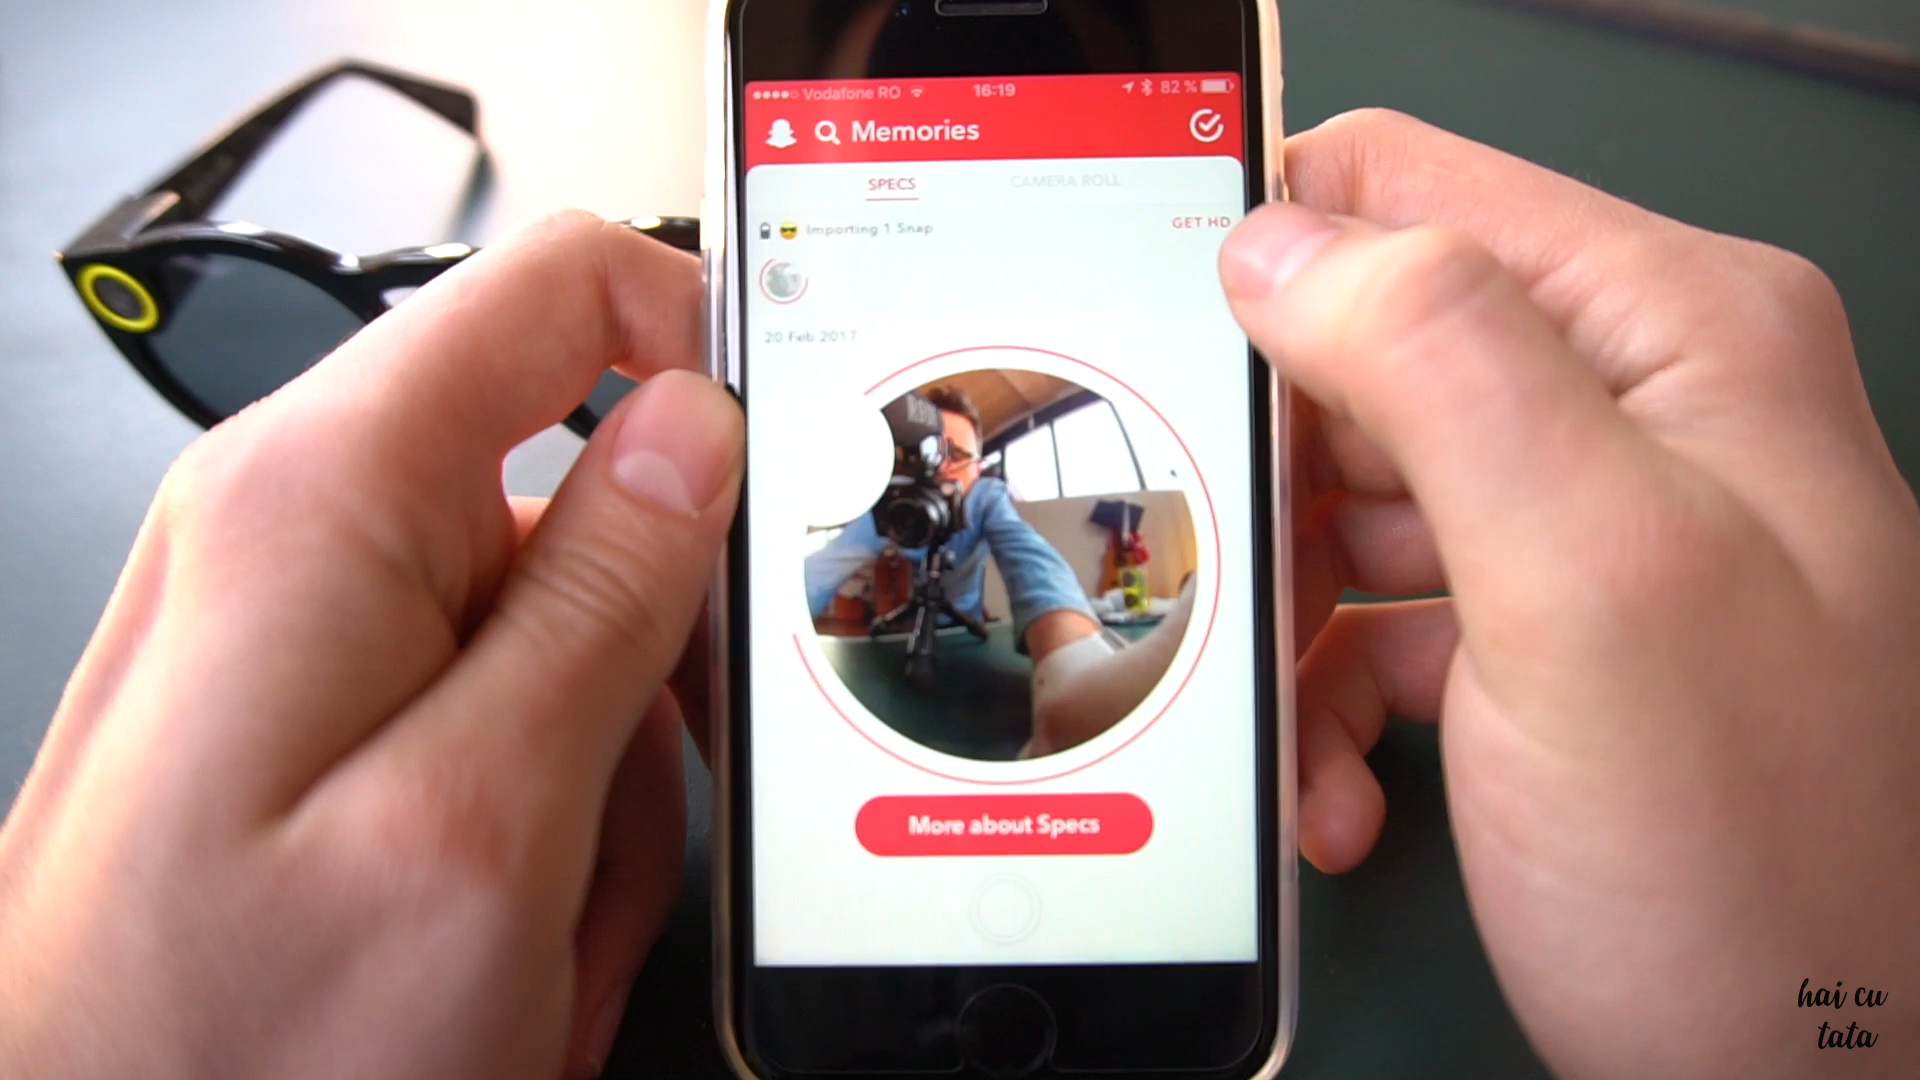 Vodafone RO 16:19 82 %
Memories
SPECS CAMERA ROLL
Importing 1 Snap GET HD
20 Feb 2017
More about Specs
hai cu
tata